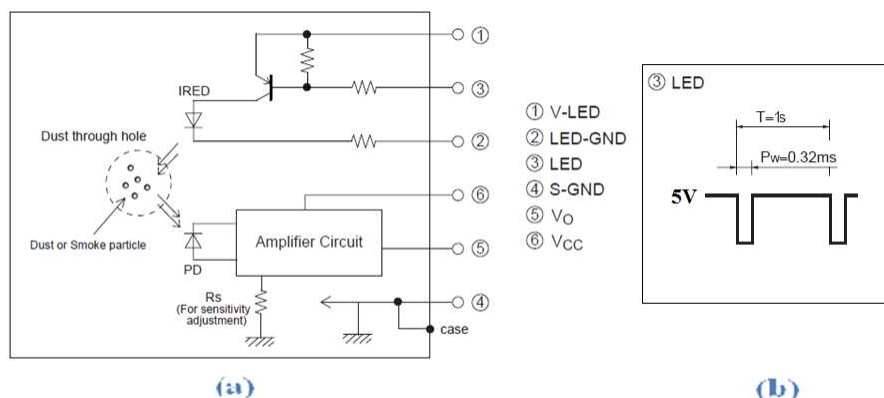 ①
IRED
③
Dust through hole
②
⑥
Amplifier Circuit
Dust or Smoke particle
⑤
PD
Rs
(For sensitivity
adjustment)
④
case
(a)
① V-LED
② LED-GND
③ LED
④ S-GND
⑤ VO
⑥ VCC
③ LED
T=1s
Pw=0.32ms
5V
(b)